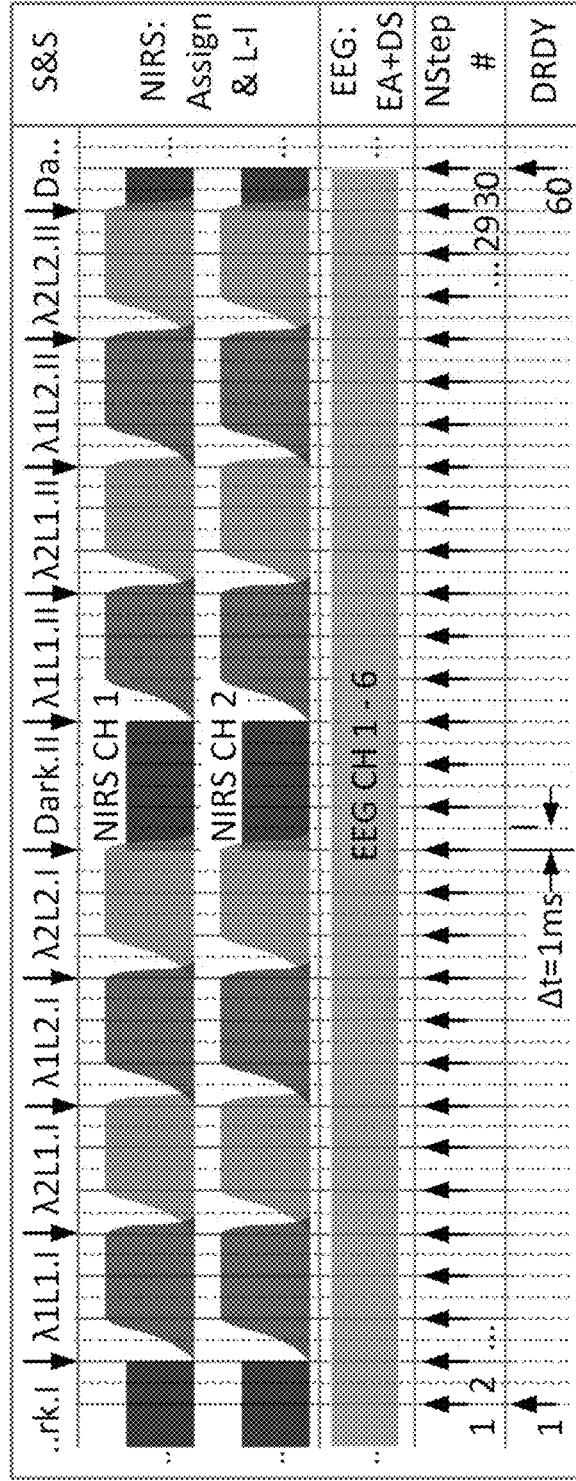 ..rk.I λ1L1.I λ2L1.I λ1L2.I λ2L2.I Dark.II λ1L1.II λ2L1.II λ1L2.II λ2L2.II Da.. S&S
NIRS CH 1
NIRS CH 2
... ...
NIRS:
Assign
& L-I
EEG CH 1 - 6 ...
EEG:
EA+DS
1 2 ... ... 29 30
NStep
#
1 Δt=1ms 60
DRDY